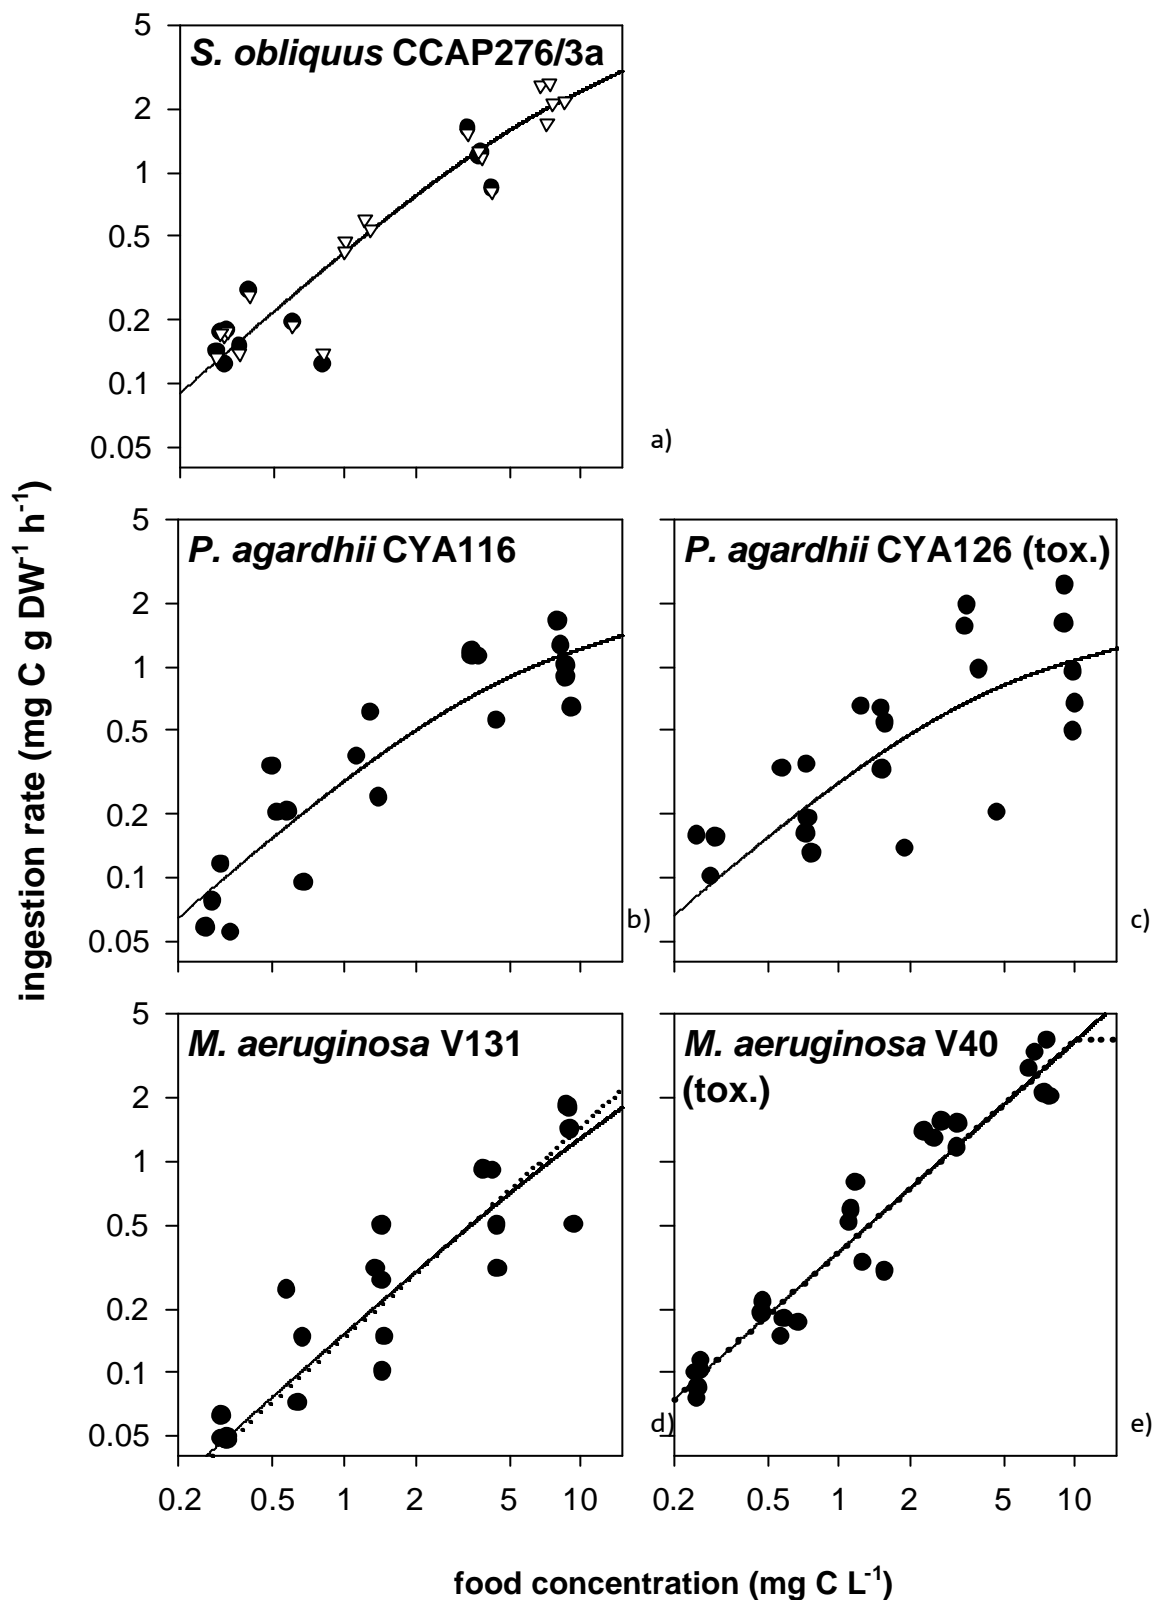 5
S. obliquus CCAP276/3a
2
1
0.5
0.2
0.1
0.05
a)
ingestion rate (mg C g DW-1 h-1)
5
P. agardhii CYA116
2
1
0.5
0.2
0.1
0.05
b)
P. agardhii CYA126 (tox.)
c)
5
M. aeruginosa V131
2
1
0.5
0.2
0.1
0.05
d)
0.2 0.5 1 2 5 10
M. aeruginosa V40
(tox.)
e)
0.2 0.5 1 2 5 10
food concentration (mg C L-1)